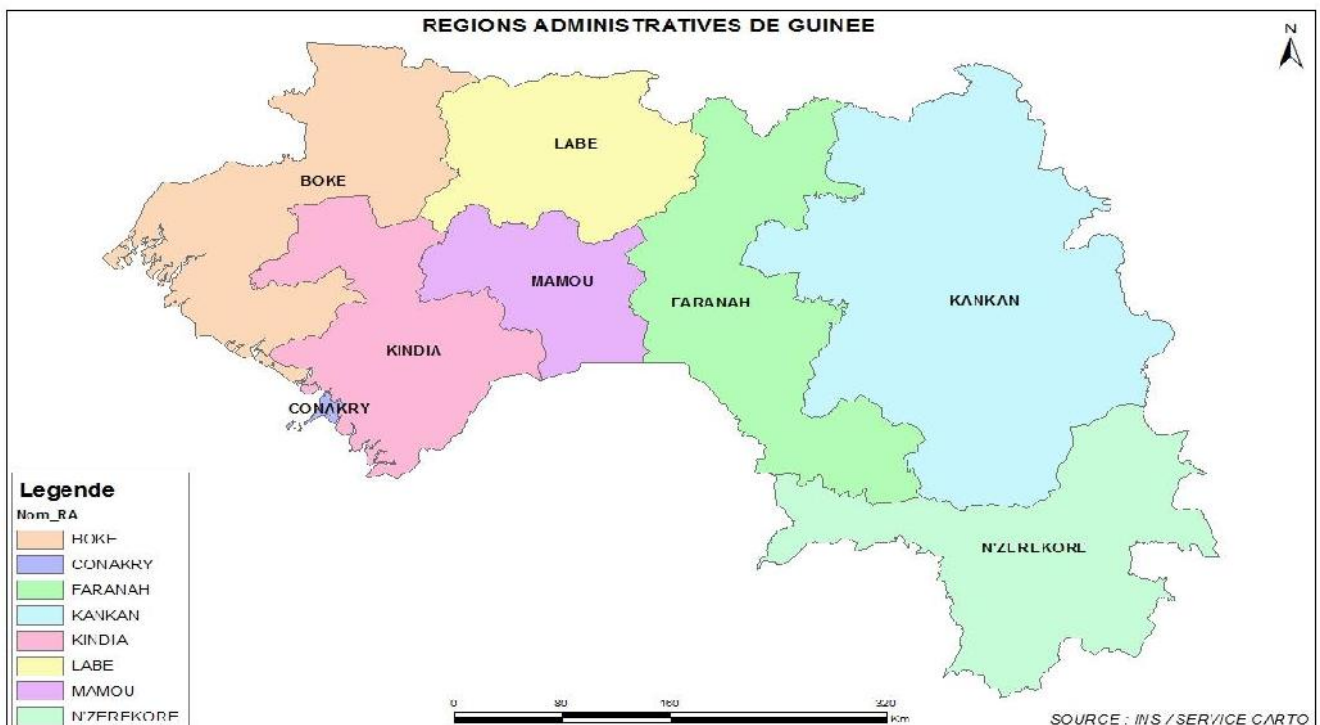 REGIONS ADMINISTRATIVES DE GUINEE
N
LABE
BOKE
MAMOU
FARANAH
KANKAN
KINDIA
CONAKRY
N'ZEREKORE
Legende
Nom_RA
BOKE
CONAKRY
FARANAH
KANKAN
KINDIA
LABE
MAMOU
N'ZEREKORE
0 80 160 320
Km
SOURCE : INS / SERVICE CARTO